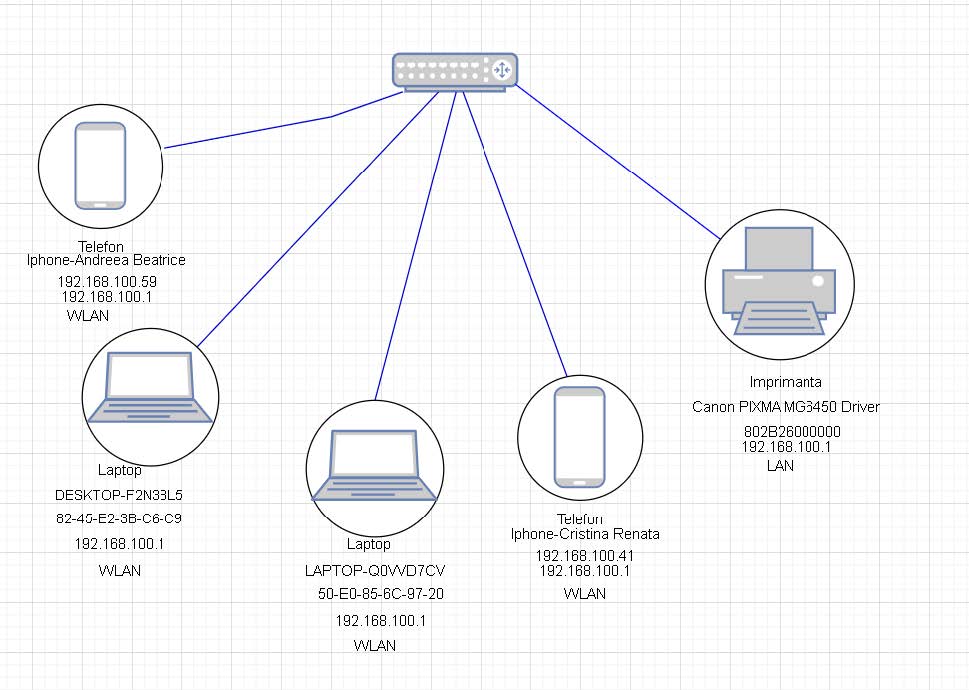 Telefon
Iphone-Andreea Beatrice
192.168.100.59
192.168.100.1
WLAN
Laptop
DESKTOP-F2N33L5
82-45-E2-3B-C6-C9
192.168.100.1
WLAN
Laptop
LAPTOP-Q0VVD7CV
50-E0-85-6C-97-20
192.168.100.1
WLAN
Telefon
Iphone-Cristina Renata
192.168.100.41
192.168.100.1
WLAN
Imprimanta
Canon PIXMA MG3450 Driver
802B26000000
192.168.100.1
LAN